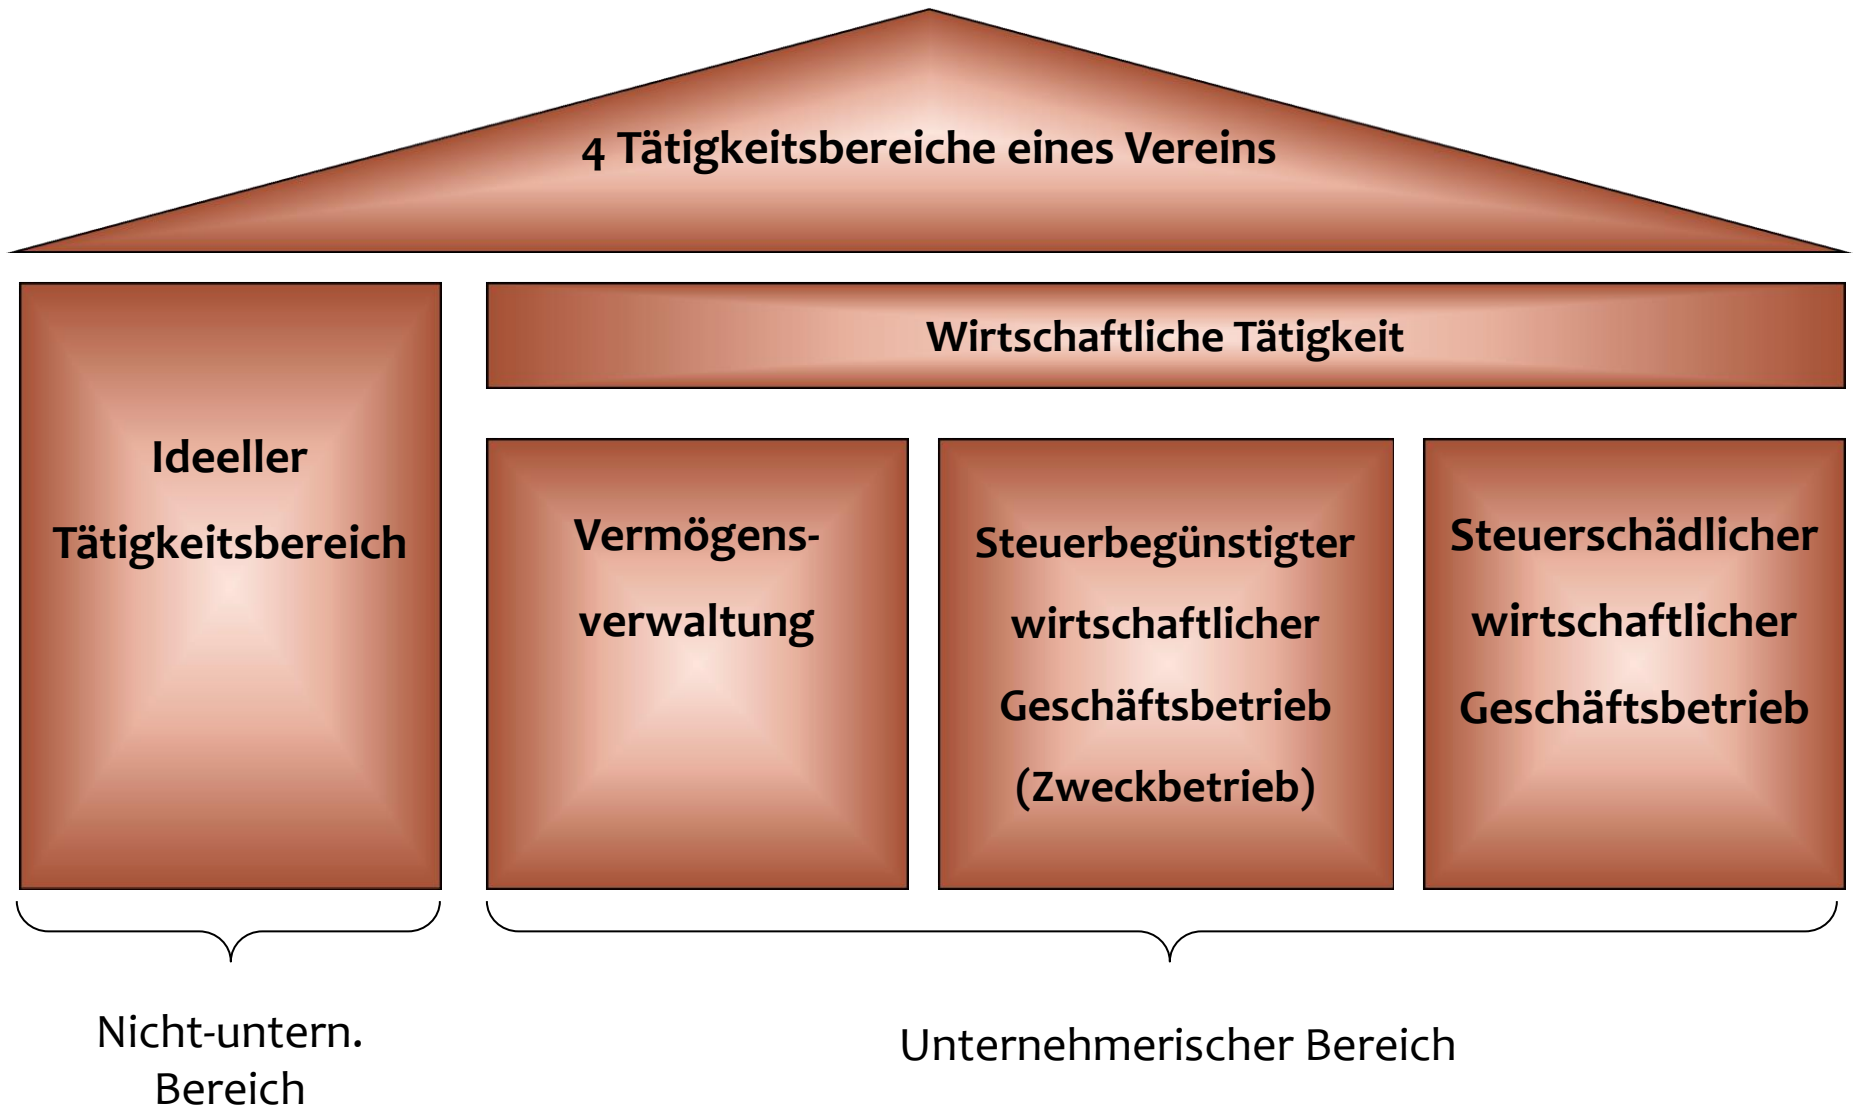 4 Tätigkeitsbereiche eines Vereins
Wirtschaftliche Tätigkeit
Ideeller
Tätigkeitsbereich
Vermögens-
verwaltung
Steuerbegünstigter
wirtschaftlicher
Geschäftsbetrieb
(Zweckbetrieb)
Steuerschädlicher
wirtschaftlicher
Geschäftsbetrieb
Nicht-untern.
Bereich
Unternehmerischer Bereich